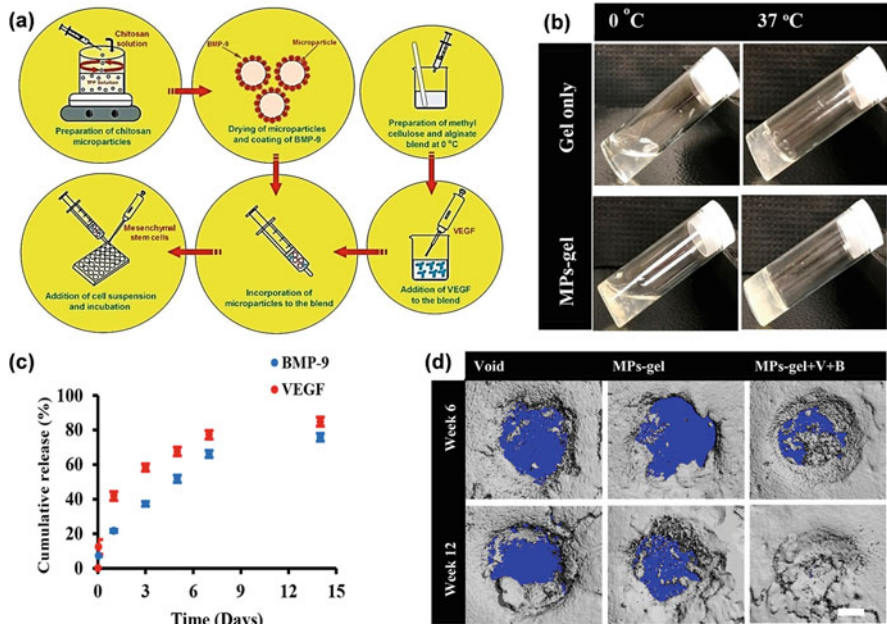 (a)
Chitosan
solution
TPP Solution
Preparation of chitosan
microparticles
BMP-9
Microparticle
Drying of microparticles
and coating of BMP-9
Preparation of methyl
cellulose and alginate
blend at 0 °C
Mesenchymal
stem cells
Addition of cell suspension
and incubation
Incorporation of
microparticles to the blend
VEGF
Addition of VEGF
to the blend
(b)
0 °C
37 °C
Gel only
MPs-gel
(c)
BMP-9
VEGF
Cumulative release (%)
100
80
60
40
20
0
0
3
6
9
12
15
Time (Days)
(d)
Void
MPs-gel
MPs-gel+V+B
Week 6
Week 12